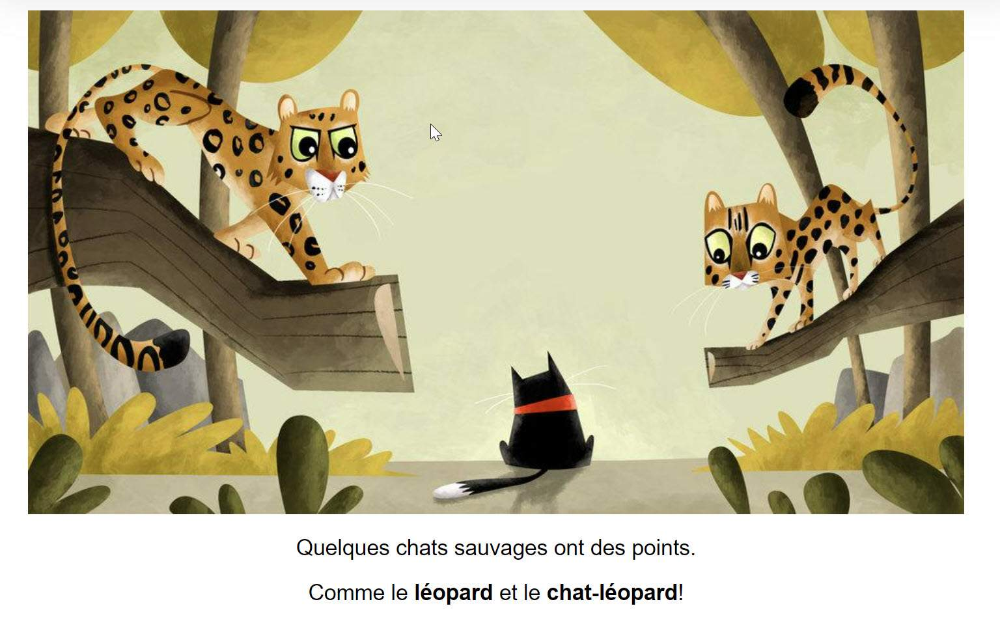 Quelques chats sauvages ont des points.
Comme le léopard et le chat-léopard!